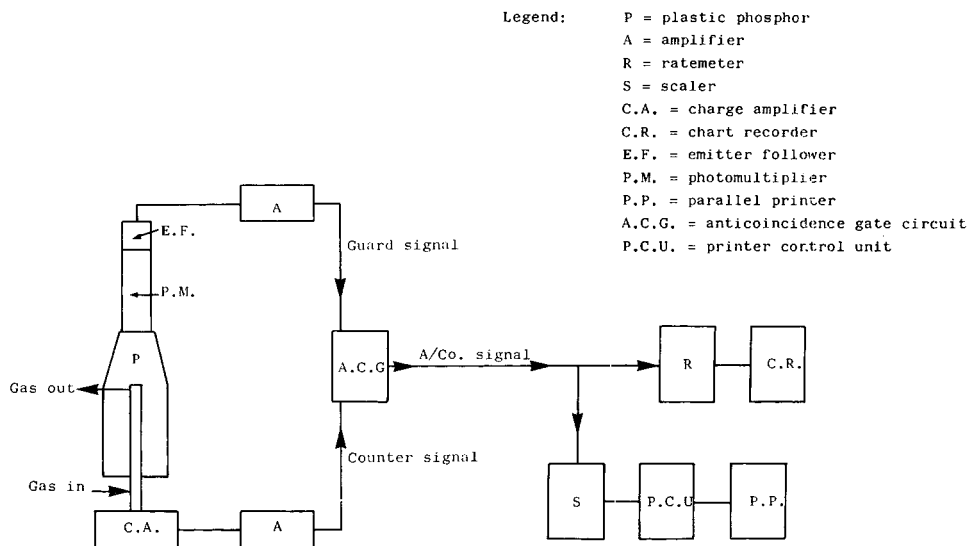 Legend: P = plastic phosphor
A = amplifier
R = ratemeter
S = scaler
C.A. = charge amplifier
C.R. = chart recorder
E.F. = emitter follower
P.M. = photomultiplier
P.P. = parallel printer
A.C.G. = anticoincidence gate circuit
P.C.U. = printer control unit
A
E.F.
Guard signal
P.M.
P
A.C.G
A/Co. signal
R
C.R.
Gas out
Counter signal
Gas in
S
P.C.U
P.P.
C.A.
A